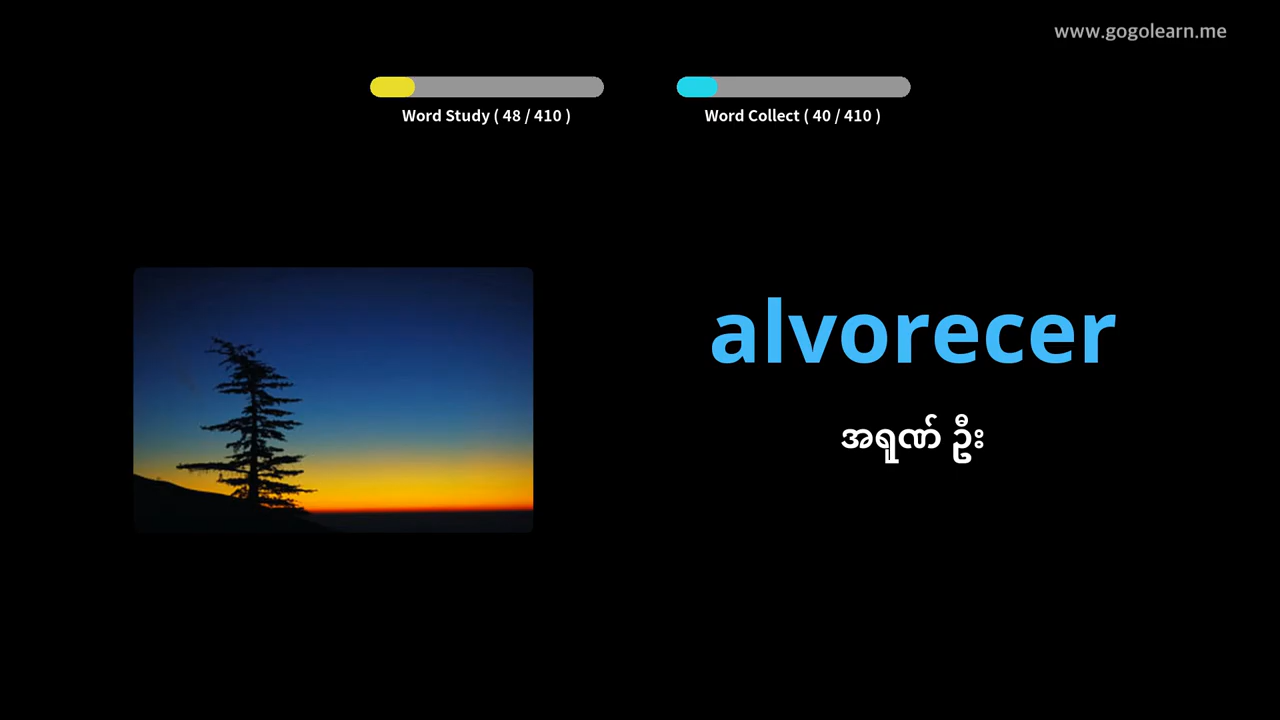 www.gogolearn.me
Word Study ( 48 / 410 )
Word Collect ( 40 / 410 )
alvorecer
အရုဏ် ဦး